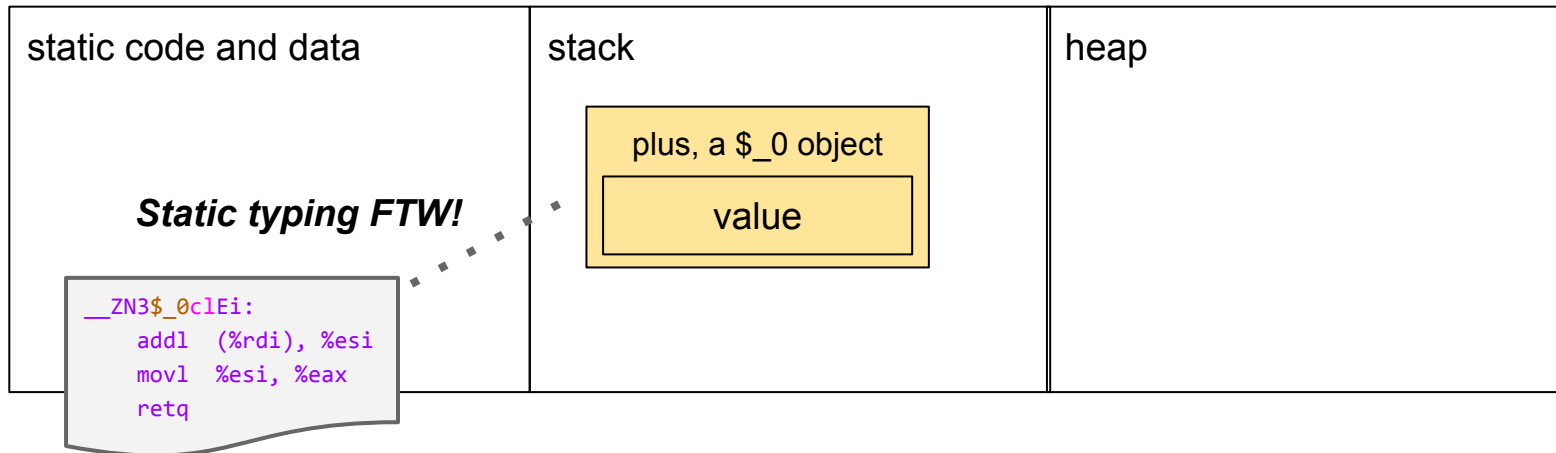 static code and data
stack
heap
plus, a $_0 object
value
Static typing FTW!
__ZN3$_0clEi:
addl (%rdi), %esi
movl %esi, %eax
retq